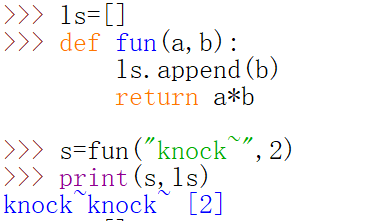 >>> ls=[]
>>> def fun(a,b):
        ls.append(b)
        return a*b

>>> s=fun("knock~",2)
>>> print(s,ls)
knock~knock~ [2]